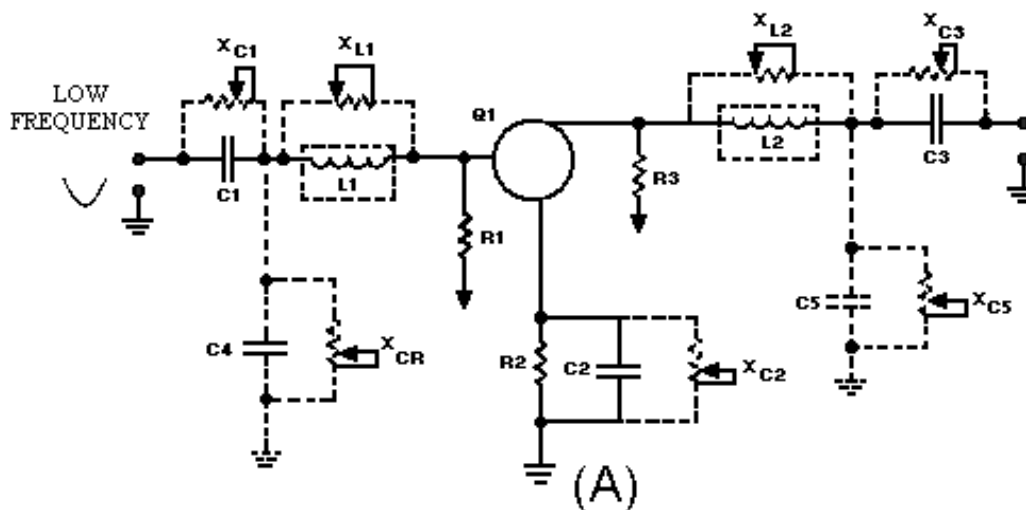 XC1
XL1
XL2
XC3
LOW
FREQUENCY
Q1
C1
L1
L2
C3
R1
R3
C4
XCR
R2
C2
XC2
C5
XC5
(A)